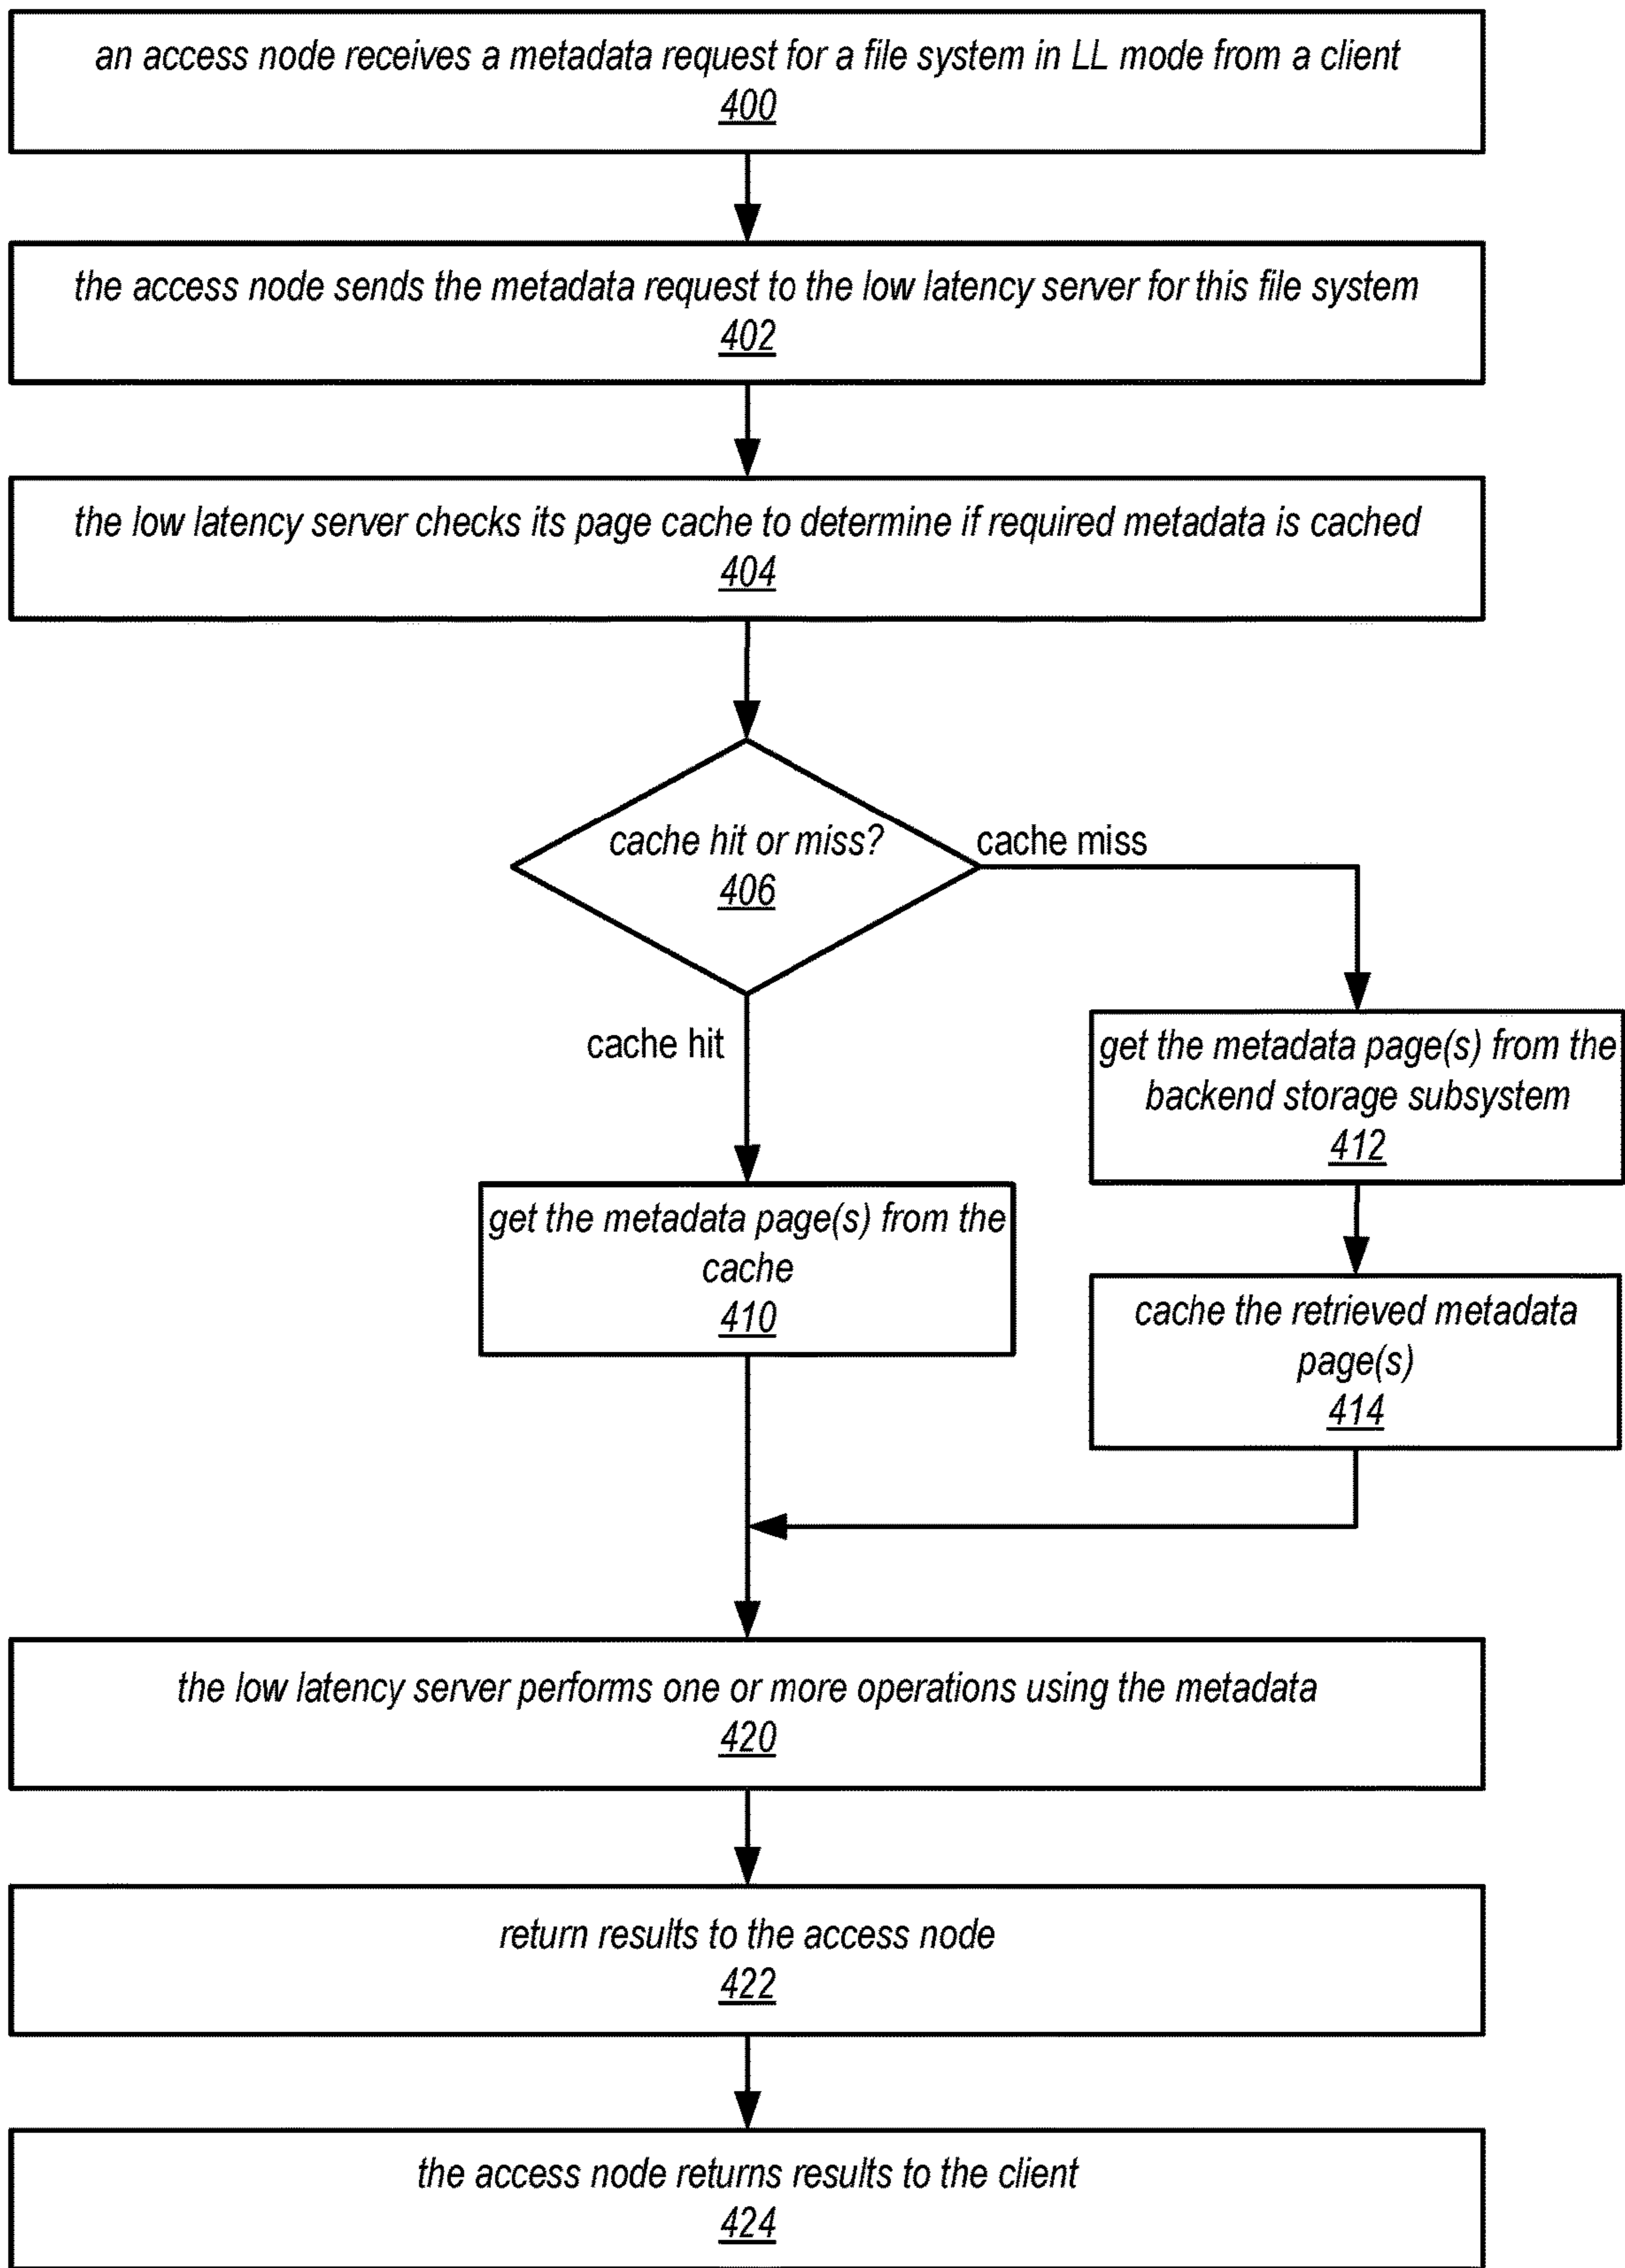 an access node receives a metadata request for a file system in LL mode from a client
400
the access node sends the metadata request to the low latency server for this file system
402
the low latency server checks its page cache to determine if required metadata is cached
404
cache hit or miss?
406
cache miss
cache hit
get the metadata page(s) from the
backend storage subsystem
412
get the metadata page(s) from the
cache
410
cache the retrieved metadata
page(s)
414
the low latency server performs one or more operations using the metadata
420
return results to the access node
422
the access node returns results to the client
424